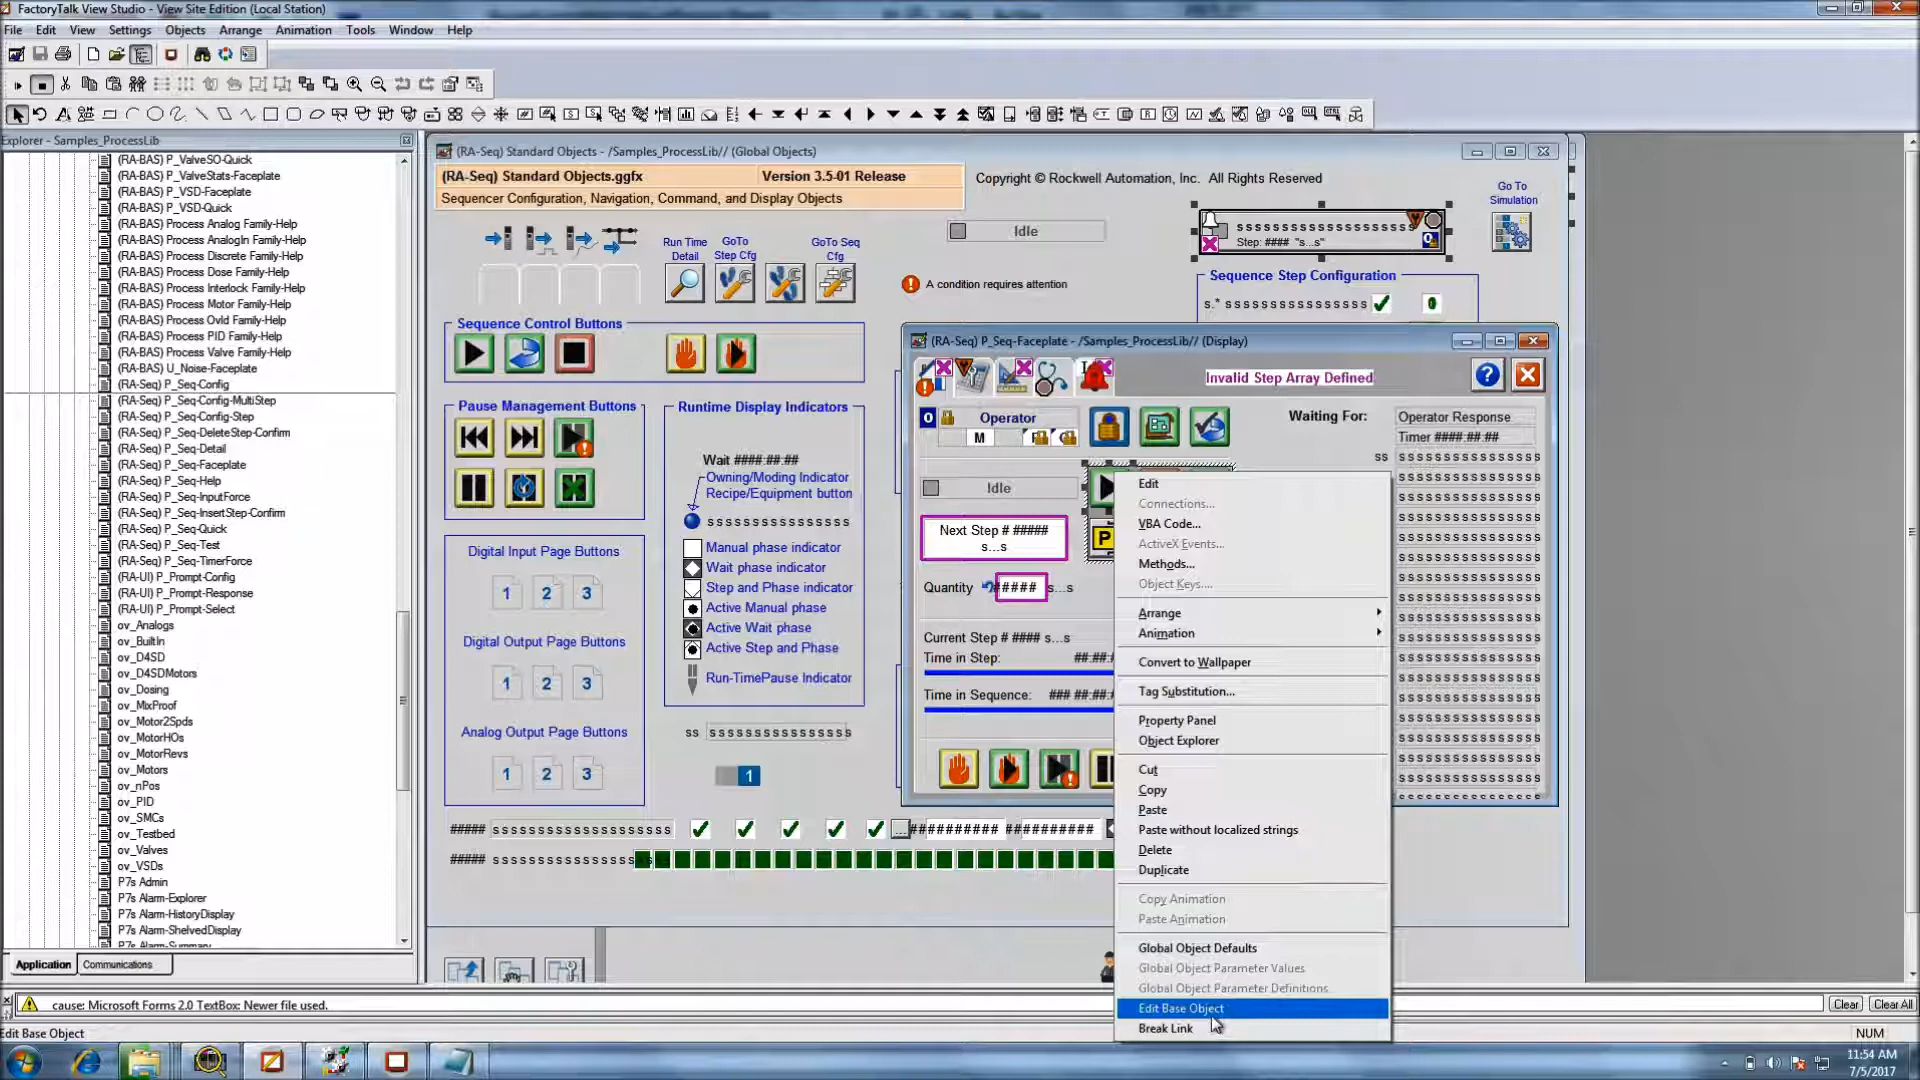 FactoryTalk View Studio - View Site Edition (Local Station)
File Edit View Settings Objects Arrange Animation Tools Window Help
Explorer - Samples_ProcessLib
(RA-BAS) P_ValveSO-Quick
(RA-BAS) P_ValveStats-Faceplate
(RA-BAS) P_VSD-Faceplate
(RA-BAS) P_VSD-Quick
(RA-BAS) Process Analog Family-Help
(RA-BAS) Process AnalogIn Family-Help
(RA-BAS) Process Discrete Family-Help
(RA-BAS) Process Dose Family-Help
(RA-BAS) Process Interlock Family-Help
(RA-BAS) Process Motor Family-Help
(RA-BAS) Process Ovld Family-Help
(RA-BAS) Process PID Family-Help
(RA-BAS) Process Valve Family-Help
(RA-BAS) U_Noise-Faceplate
(RA-Seq) P_Seq-Config
(RA-Seq) P_Seq-Config-MultiStep
(RA-Seq) P_Seq-Config-Step
(RA-Seq) P_Seq-DeleteStep-Confirm
(RA-Seq) P_Seq-Detail
(RA-Seq) P_Seq-Faceplate
(RA-Seq) P_Seq-Help
(RA-Seq) P_Seq-InputForce
(RA-Seq) P_Seq-InsertStep-Confirm
(RA-Seq) P_Seq-Quick
(RA-Seq) P_Seq-Test
(RA-Seq) P_Seq-TimerForce
(RA-UI) P_Prompt-Config
(RA-UI) P_Prompt-Response
(RA-UI) P_Prompt-Select
ov_Analogs
ov_BuiltIn
ov_D4SD
ov_D4SDMotors
ov_Dosing
ov_MixProof
ov_Motor2Spds
ov_MotorHOs
ov_MotorRevs
ov_Motors
ov_nPos
ov_PID
ov_SMCs
ov_Testbed
ov_Valves
ov_VSDs
P7s Admin
P7s Alarm-Explorer
P7s Alarm-HistoryDisplay
P7s Alarm-ShelvedDisplay
P7s Alarm-Summary
Application Communications
(RA-Seq) Standard Objects - /Samples_ProcessLib// (Global Objects)
(RA-Seq) Standard Objects.ggfx Version 3.5-01 Release
Sequencer Configuration, Navigation, Command, and Display Objects
Copyright © Rockwell Automation, Inc. All Rights Reserved
Go To
Simulation
Run Time
Detail
GoTo
Step Cfg
GoTo Seq
Cfg
Idle
s s s s s s s s s s s s s s s s s s s s
Step: #### "s...s"
A condition requires attention
Sequence Step Configuration
s.* s s s s s s s s s s s s s s s s 0
Sequence Control Buttons
Pause Management Buttons
Runtime Display Indicators
Wait ####:##:##
Owning/Moding Indicator
Recipe/Equipment button
s s s s s s s s s s s s s s s s
Manual phase indicator
Wait phase indicator
Step and Phase indicator
Active Manual phase
Active Wait phase
Active Step and Phase
Run-TimePause Indicator
Digital Input Page Buttons
1 2 3
Digital Output Page Buttons
1 2 3
Analog Output Page Buttons
1 2 3
ss s s s s s s s s s s s s s s s s
1
##### s s s s s s s s s s s s s s s s s s s s ... ########## ##########
##### s s s s s s s s s s s s s s s s s s s s
(RA-Seq) P_Seq-Faceplate - /Samples_ProcessLib// (Display)
Invalid Step Array Defined
?
O Operator
M
Waiting For: Operator Response
Timer ####:##:##
ss s s s s s s s s s s s s s s s s
Idle
Next Step # #####
s...s
P
Quantity #### s...s
Current Step # #### s...s
Time in Step: ##:##:
Time in Sequence: ### ##:##:
Edit
Connections...
VBA Code...
ActiveX Events...
Methods...
Object Keys...
Arrange
Animation
Convert to Wallpaper
Tag Substitution...
Property Panel
Object Explorer
Cut
Copy
Paste
Paste without localized strings
Delete
Duplicate
Copy Animation
Paste Animation
Global Object Defaults
Global Object Parameter Values
Global Object Parameter Definitions
Edit Base Object
Break Link
cause: Microsoft Forms 2.0 TextBox: Newer file used.
Clear Clear All
Edit Base Object
NUM
11:54 AM
7/5/2017